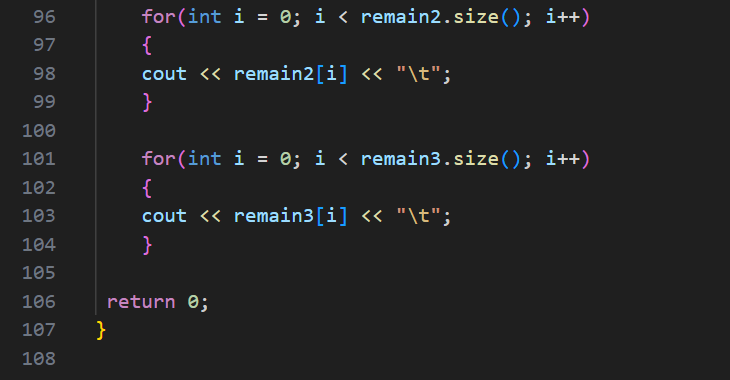 96 for(int i = 0; i < remain2.size(); i++)
97 {
98 cout << remain2[i] << "\t";
99 }
100
101 for(int i = 0; i < remain3.size(); i++)
102 {
103 cout << remain3[i] << "\t";
104 }
105
106 return 0;
107 }
108